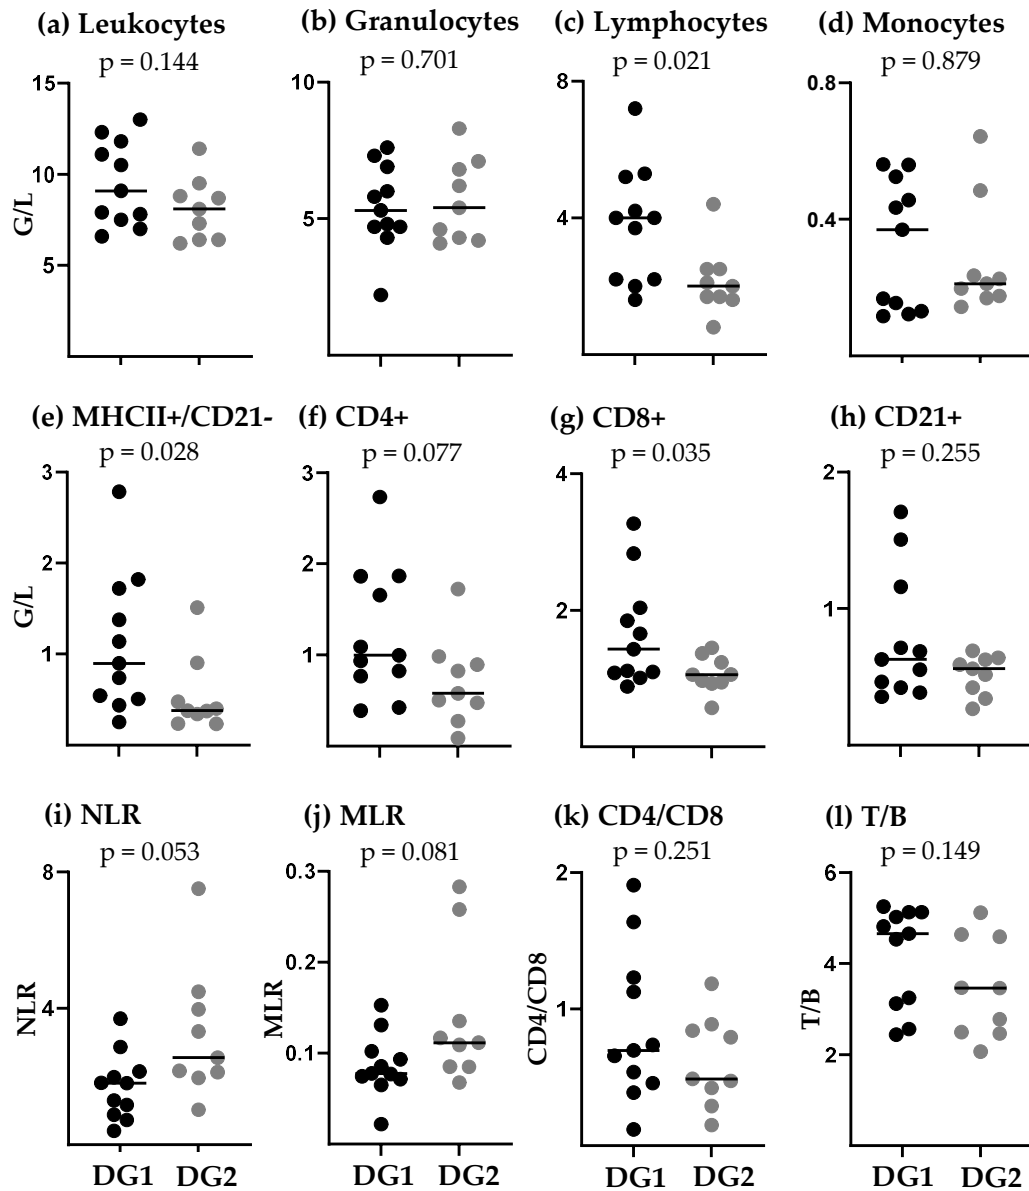 (a) Leukocytes
(b) Granulocytes
(c) Lymphocytes
(d) Monocytes
p = 0.144
p = 0.701
p = 0.021
p = 0.879
G/L
15
10
5
10
5
0
8
4
0.8
0.4
(e) MHCII+/CD21-
(f) CD4+
(g) CD8+
(h) CD21+
p = 0.028
p = 0.077
p = 0.035
p = 0.255
G/L
3
2
1
3
2
1
0
4
2
2
1
(i) NLR
(j) MLR
(k) CD4/CD8
(l) T/B
p = 0.053
p = 0.081
p = 0.251
p = 0.149
NLR
8
4
MLR
0.3
0.2
0.1
CD4/CD8
2
1
T/B
6
4
2
DG1
DG2
DG1
DG2
DG1
DG2
DG1
DG2